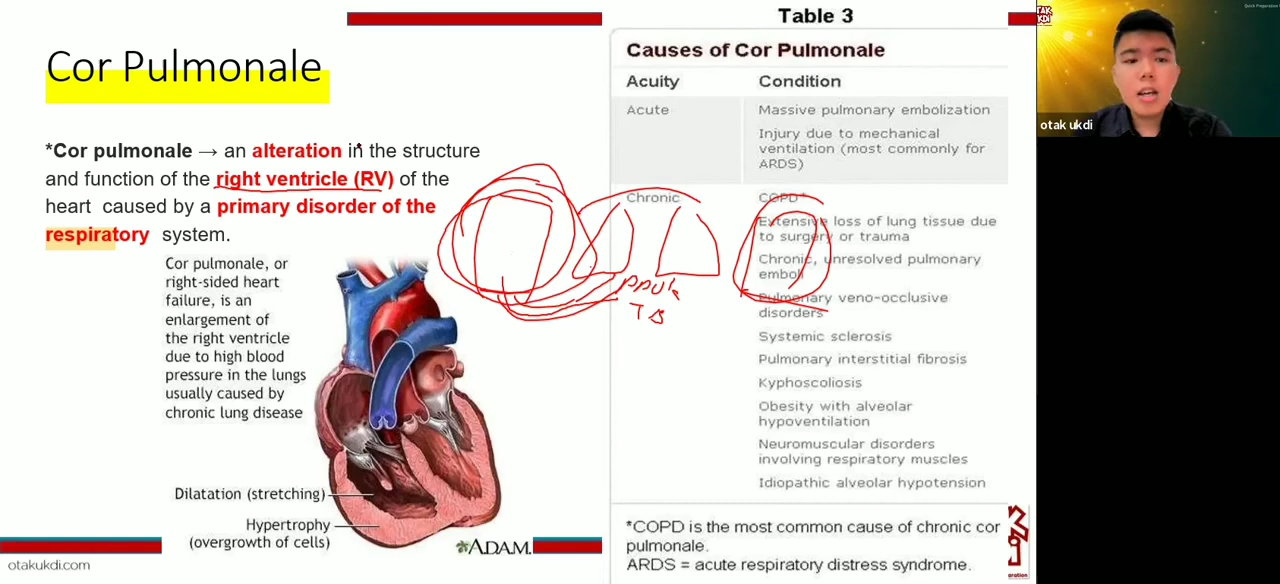 Cor Pulmonale
*Cor pulmonale → an alteration in the structure
and function of the right ventricle (RV) of the
heart caused by a primary disorder of the
respiratory system.
Cor pulmonale, or
right-sided heart
failure, is an
enlargement of
the right ventricle
due to high blood
pressure in the lungs
usually caused by
chronic lung disease
Dilatation (stretching)
Hypertrophy
(overgrowth of cells)
ADAM.
otakukdi.com
Table 3
Causes of Cor Pulmonale
Acuity Condition
Acute Massive pulmonary embolization
Injury due to mechanical
ventilation (most commonly for
ARDS)
Chronic COPD*
Extensive loss of lung tissue due
to surgery or trauma
Chronic, unresolved pulmonary
emboli
Pulmonary veno-occlusive
disorders
Systemic sclerosis
Pulmonary interstitial fibrosis
Kyphoscoliosis
Obesity with alveolar
hypoventilation
Neuromuscular disorders
involving respiratory muscles
Idiopathic alveolar hypotension
PPOK
TB
*COPD is the most common cause of chronic cor
pulmonale.
ARDS = acute respiratory distress syndrome.
OTAK
UKDI
otak ukdi